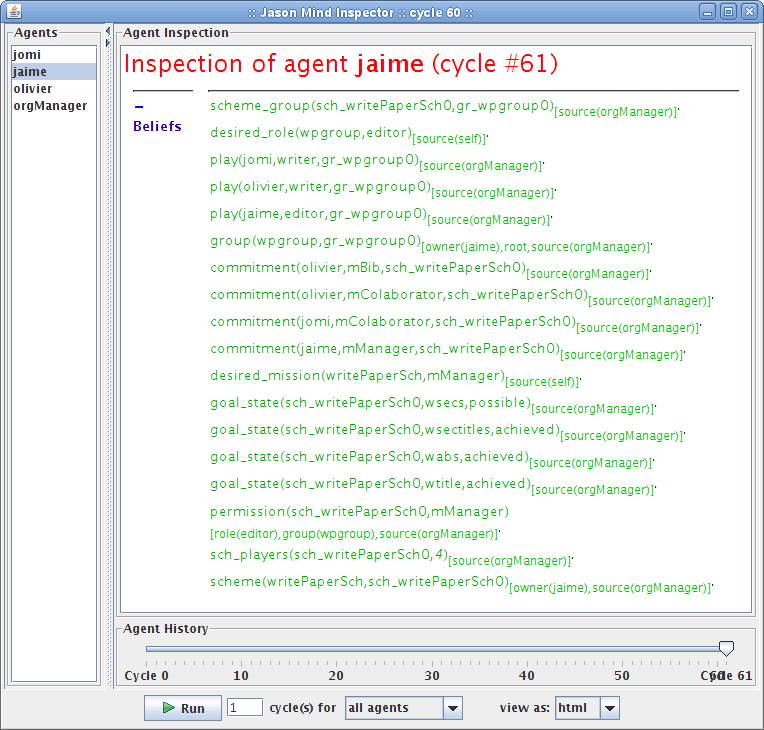 :: Jason Mind Inspector :: cycle 60 ::
Agents
jomi
jaime
olivier
orgManager
Agent Inspection
Inspection of agent jaime (cycle #61)
–
Beliefs
scheme_group(sch_writePaperSch0,gr_wpgroup0)[source(orgManager)]·
desired_role(wpgroup,editor)[source(self)]·
play(jomi,writer,gr_wpgroup0)[source(orgManager)]·
play(olivier,writer,gr_wpgroup0)[source(orgManager)]·
play(jaime,editor,gr_wpgroup0)[source(orgManager)]·
group(wpgroup,gr_wpgroup0)[owner(jaime),root,source(orgManager)]·
commitment(olivier,mBib,sch_writePaperSch0)[source(orgManager)]·
commitment(olivier,mColaborator,sch_writePaperSch0)[source(orgManager)]·
commitment(jomi,mColaborator,sch_writePaperSch0)[source(orgManager)]·
commitment(jaime,mManager,sch_writePaperSch0)[source(orgManager)]·
desired_mission(writePaperSch,mManager)[source(self)]·
goal_state(sch_writePaperSch0,wsecs,possible)[source(orgManager)]·
goal_state(sch_writePaperSch0,wsectitles,achieved)[source(orgManager)]·
goal_state(sch_writePaperSch0,wabs,achieved)[source(orgManager)]·
goal_state(sch_writePaperSch0,wtitle,achieved)[source(orgManager)]·
permission(sch_writePaperSch0,mManager)
[role(editor),group(wpgroup),source(orgManager)]·
sch_players(sch_writePaperSch0,4)[source(orgManager)]·
scheme(writePaperSch,sch_writePaperSch0)[owner(jaime),source(orgManager)]·
Agent History
Cycle 0 10 20 30 40 50 60 Cycle 61
Run 1 cycle(s) for all agents view as: html